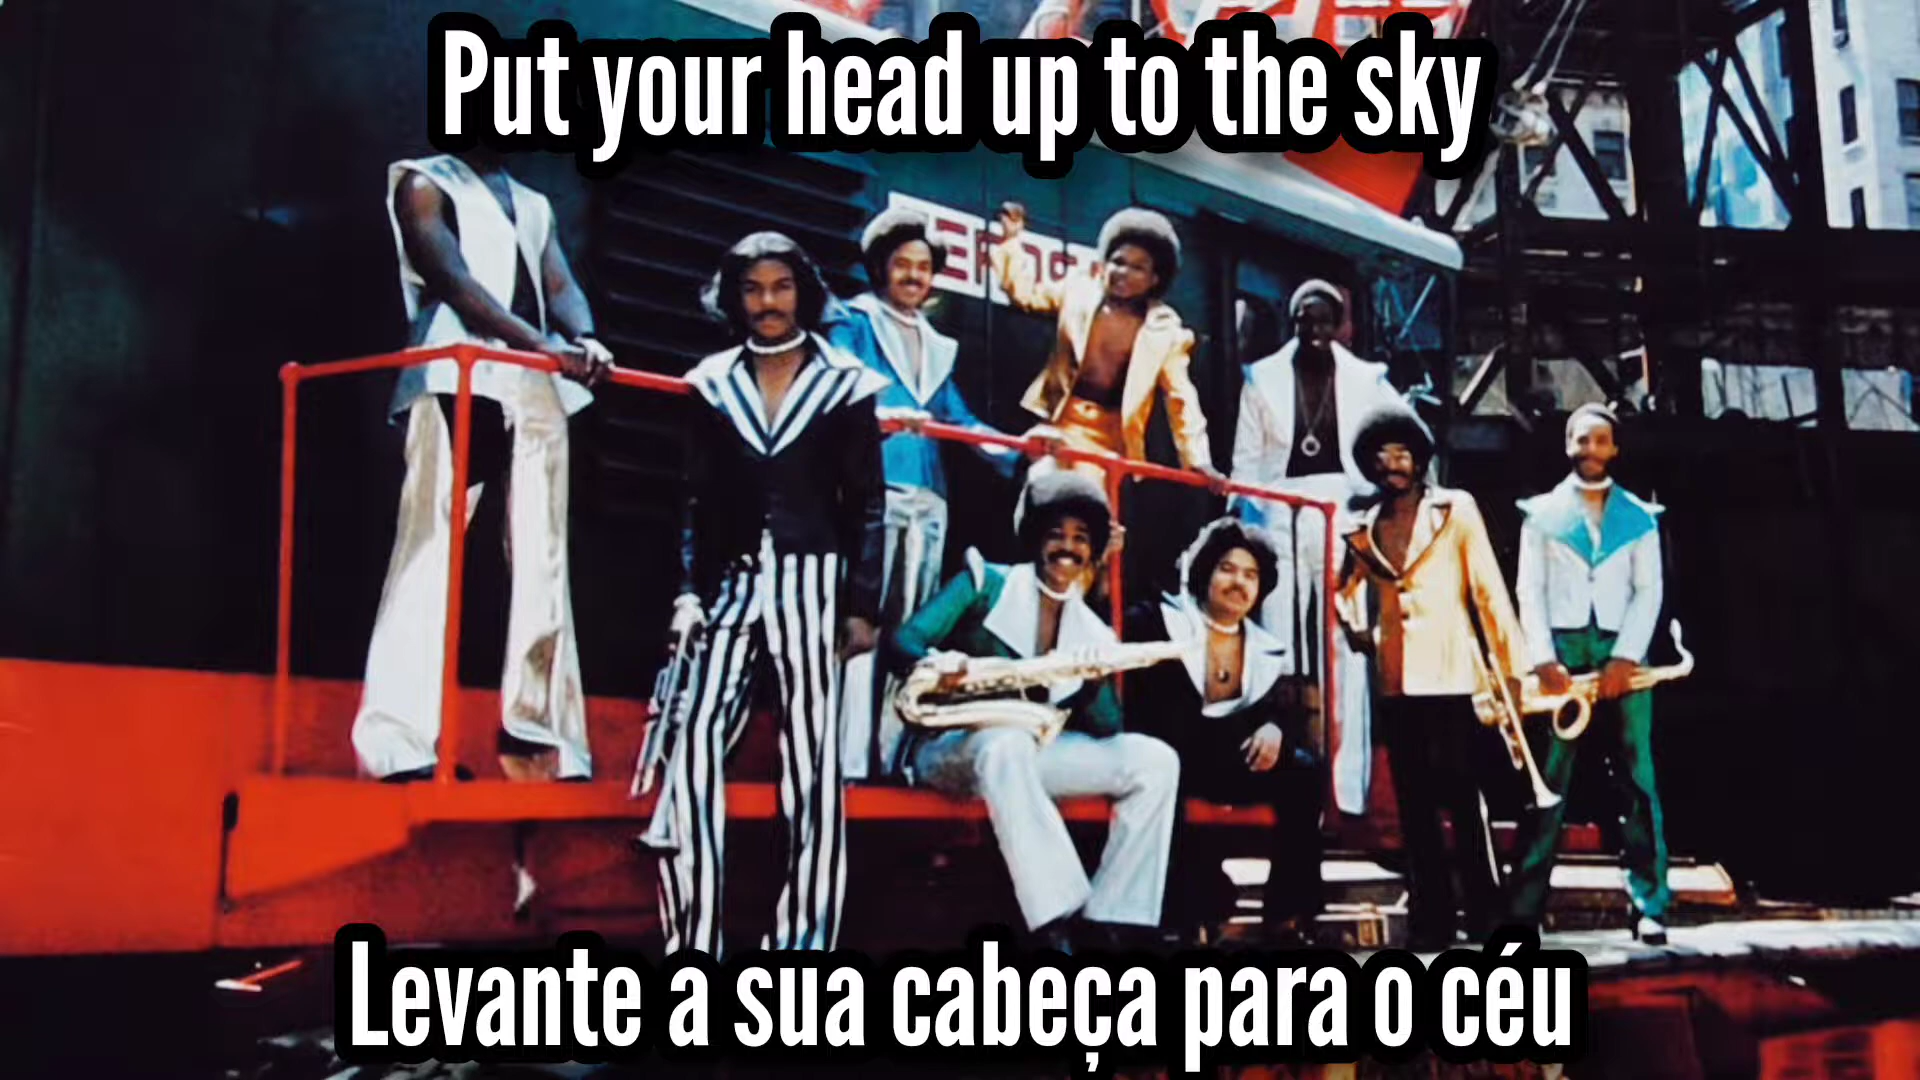 Put your head up to the sky
Levante a sua cabeça para o céu